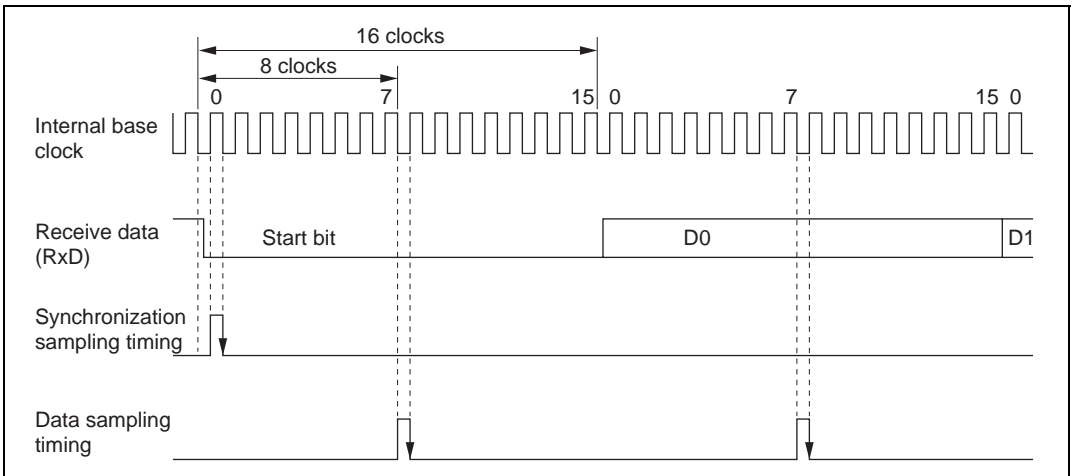 16 clocks
8 clocks
0 7 15 0 7 15 0
Internal base
clock
Receive data
(RxD)
Start bit D0 D1
Synchronization
sampling timing
Data sampling
timing